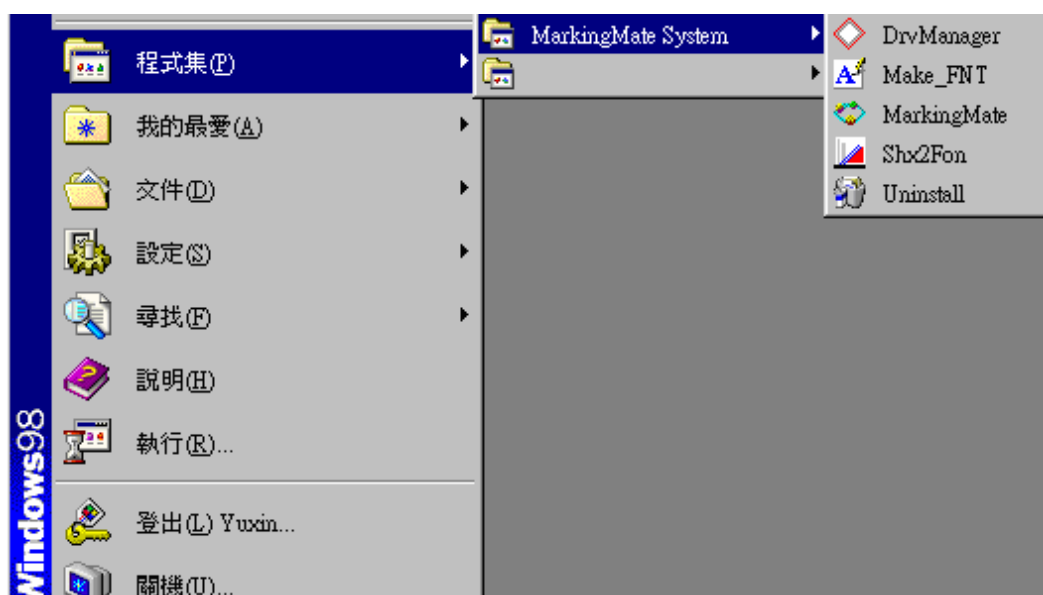 程式集(P)
我的最愛(A)
文件(D)
設定(S)
尋找(F)
說明(H)
執行(R)...
登出(L) Yuxin...
關機(U)...
Windows98
MarkingMate System
DrvManager
Make_FNT
MarkingMate
Shx2Fon
Uninstall